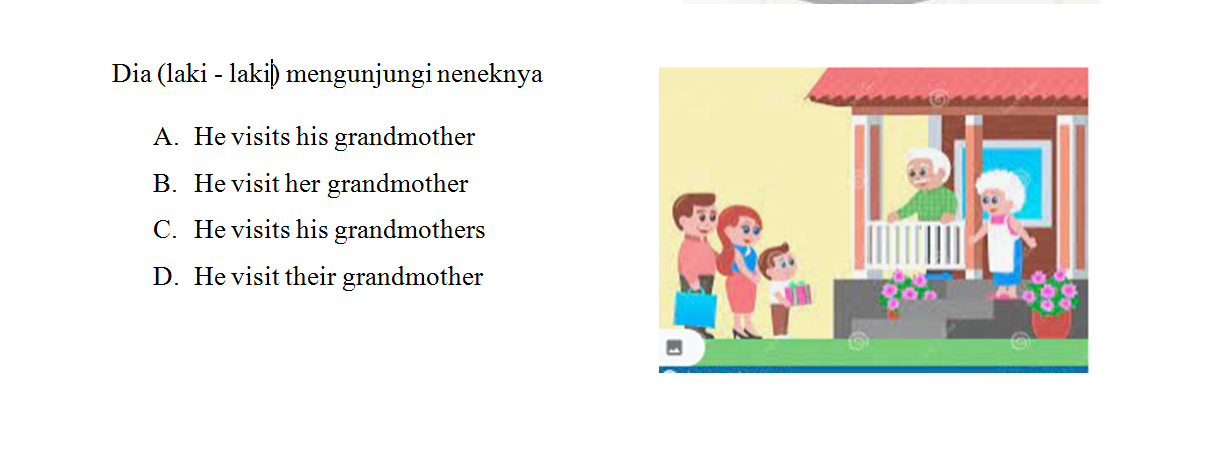 Dia (laki - laki) mengunjungi neneknya
A. He visits his grandmother
B. He visit her grandmother
C. He visits his grandmothers
D. He visit their grandmother